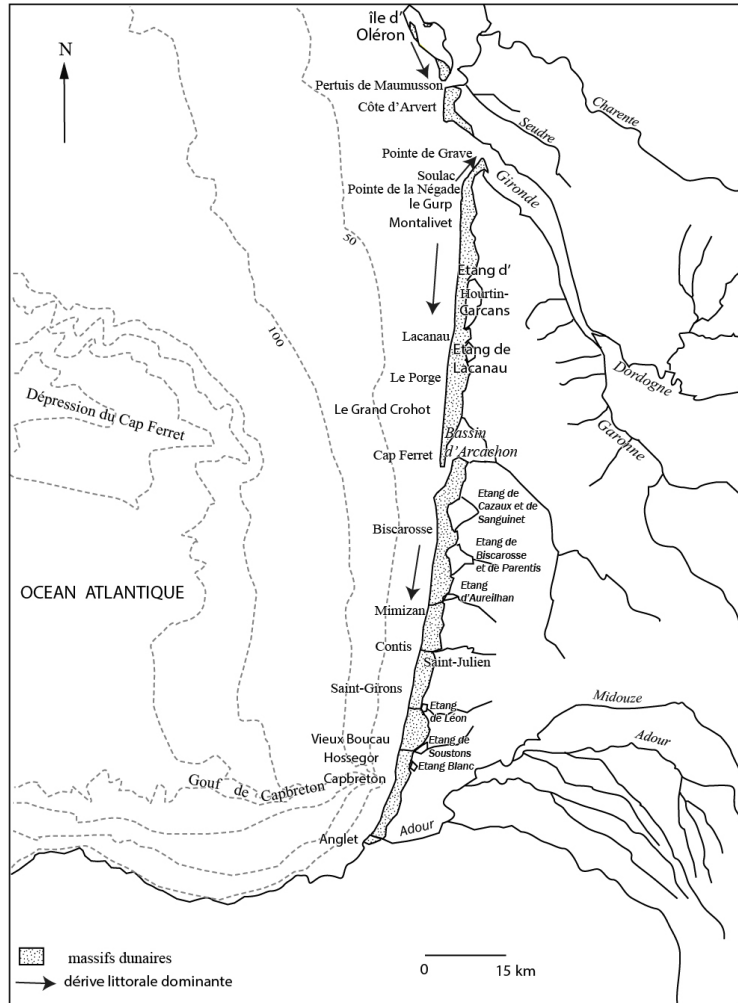 île d'
Oléron
N
Pertuis de Maumusson
Côte d'Arvert
Charente
Seudre
Pointe de Grave
Soulac
Pointe de la Négade
le Gurp
Montalivet
Gironde
50
Etang d'
Hourtin-
Carcans
100
Lacanau
Etang de
Lacanau
Le Porge
Dordogne
Dépression du Cap Ferret
Le Grand Crohot
Garonne
Bassin
d'Arcachon
Cap Ferret
Etang de
Cazaux et de
Sanguinet
Biscarosse
Etang de
Biscarosse
et de Parentis
OCEAN ATLANTIQUE
Etang
d'Aureilhan
Mimizan
Contis
Saint-Julien
Saint-Girons
Midouze
Etang
de Léon
Adour
Vieux Boucau
Etang de
Soustons
Hossegor
Etang Blanc
Gouf de Capbreton
Capbreton
Anglet
Adour
massifs dunaires
dérive littorale dominante
0 15 km